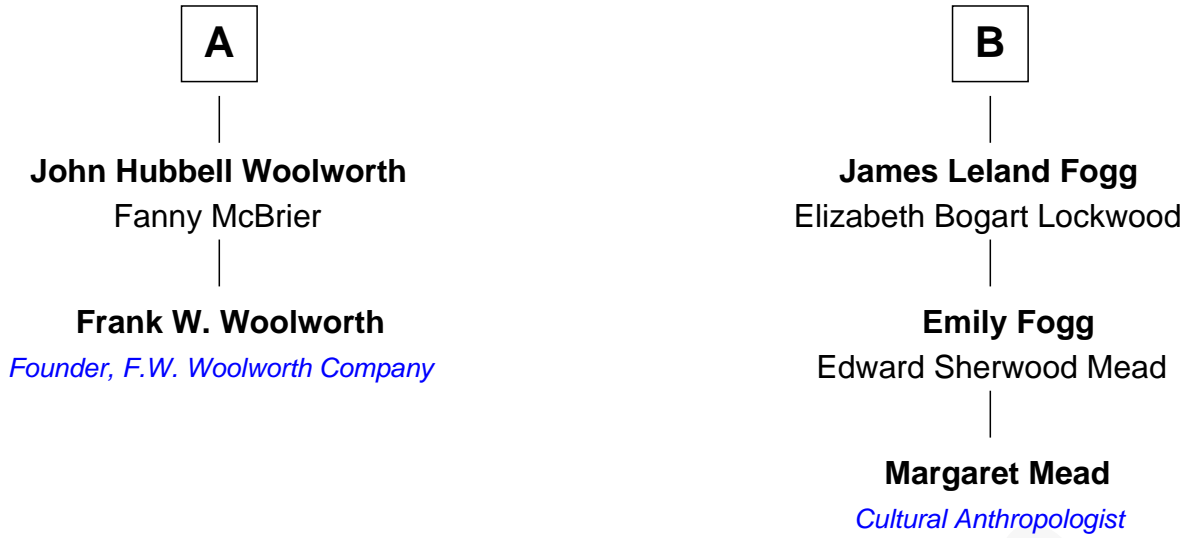 A
John Hubbell Woolworth
Fanny McBrier
Frank W. Woolworth
Founder, F.W. Woolworth Company
B
James Leland Fogg
Elizabeth Bogart Lockwood
Emily Fogg
Edward Sherwood Mead
Margaret Mead
Cultural Anthropologist